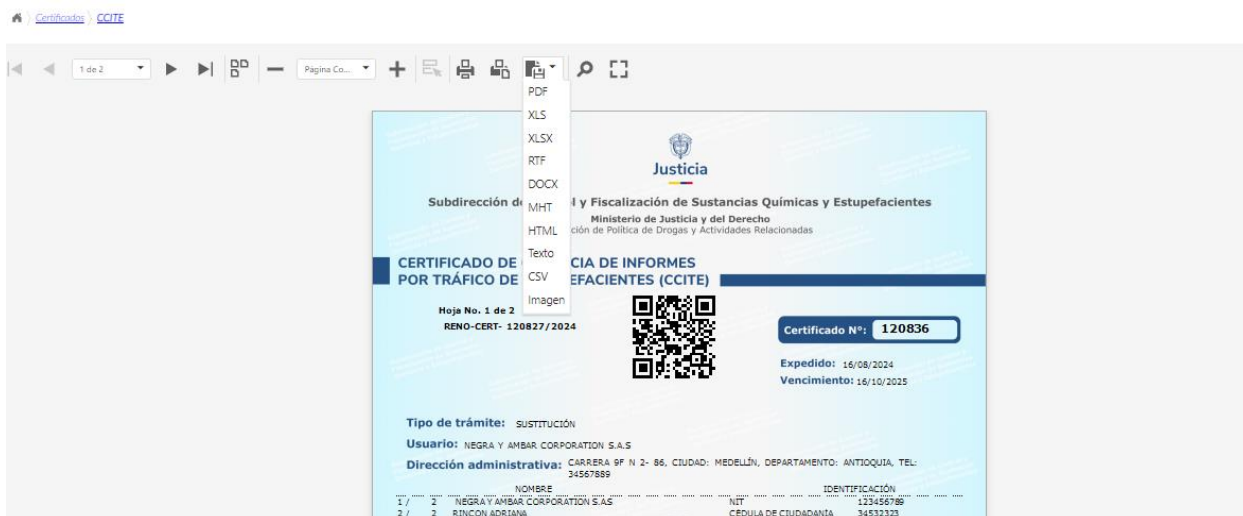 Certificados CCITE
1 de 2 Página Co...
PDF
XLS
XLSX
RTF
DOCX
MHT
HTML
Texto
CSV
Imagen
Justicia
Subdirección de l y Fiscalización de Sustancias Químicas y Estupefacientes
Ministerio de Justicia y del Derecho
ción de Política de Drogas y Actividades Relacionadas
CERTIFICADO DE CIA DE INFORMES
POR TRÁFICO DE EFACIENTES (CCITE)
Hoja No. 1 de 2
RENO-CERT- 120827/2024
Certificado N°: 120836
Expedido: 16/08/2024
Vencimiento: 16/10/2025
Tipo de trámite: SUSTITUCIÓN
Usuario: NEGRA Y AMBAR CORPORATION S.A.S
Dirección administrativa: CARRERA 9F N 2- 86, CIUDAD: MEDELLÍN, DEPARTAMENTO: ANTIOQUIA, TEL:
34567889
NOMBRE IDENTIFICACIÓN
1 / 2 NEGRA Y AMBAR CORPORATION S.A.S NIT 123456789
2 / 2 RINCON ADRIANA CEDULA DE CIUDADANÍA 34532323